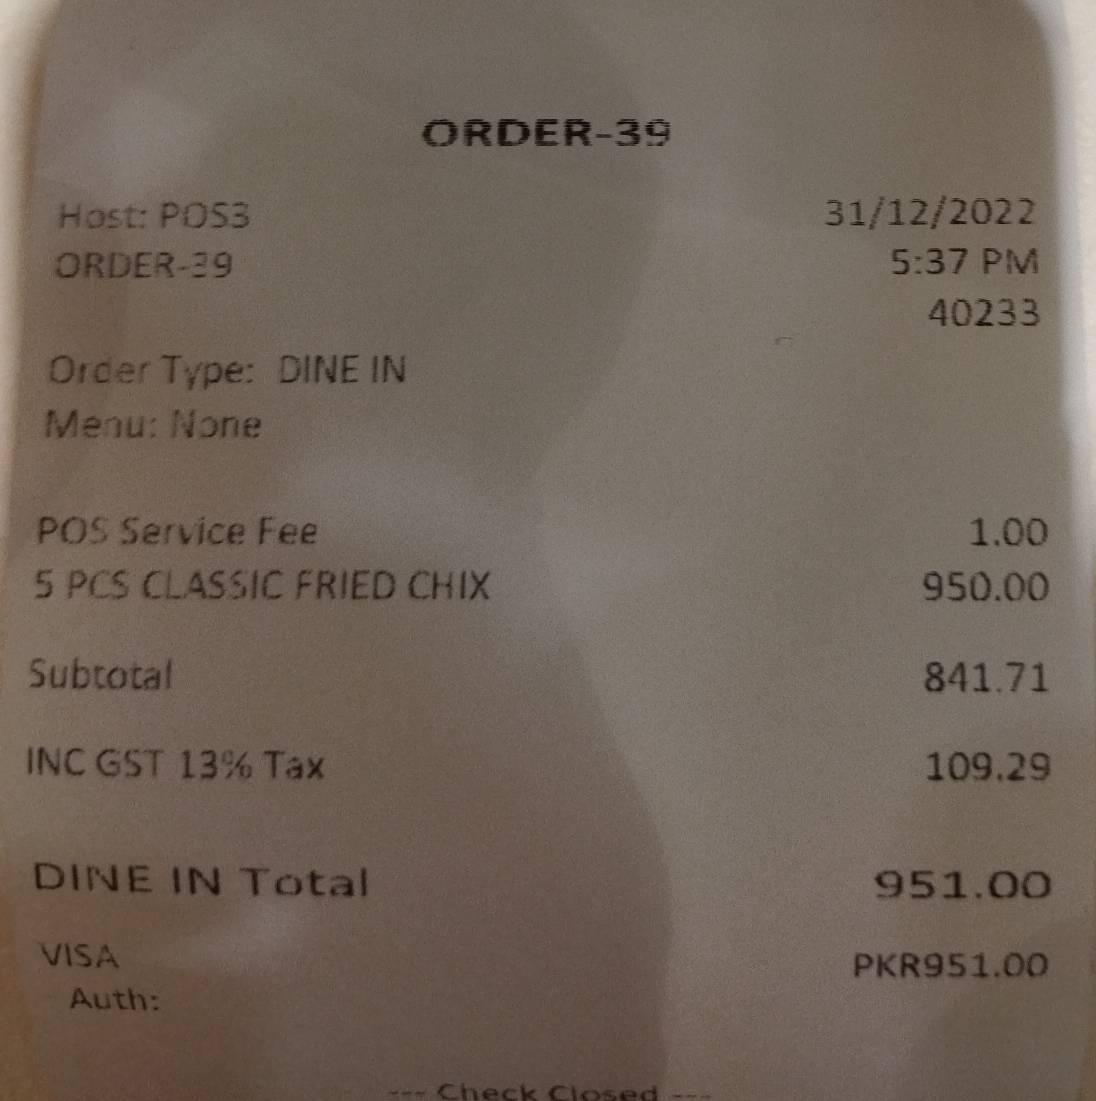 ORDER-39
Host: POS3 31/12/2022
ORDER-39 5:37 PM
40233
Order Type: DINE IN
Menu: None
POS Service Fee 1.00
5 PCS CLASSIC FRIED CHIX 950.00
Subtotal 841.71
INC GST 13% Tax 109.29
DINE IN Total 951.00
VISA PKR951.00
Auth:
--- Check Closed ---